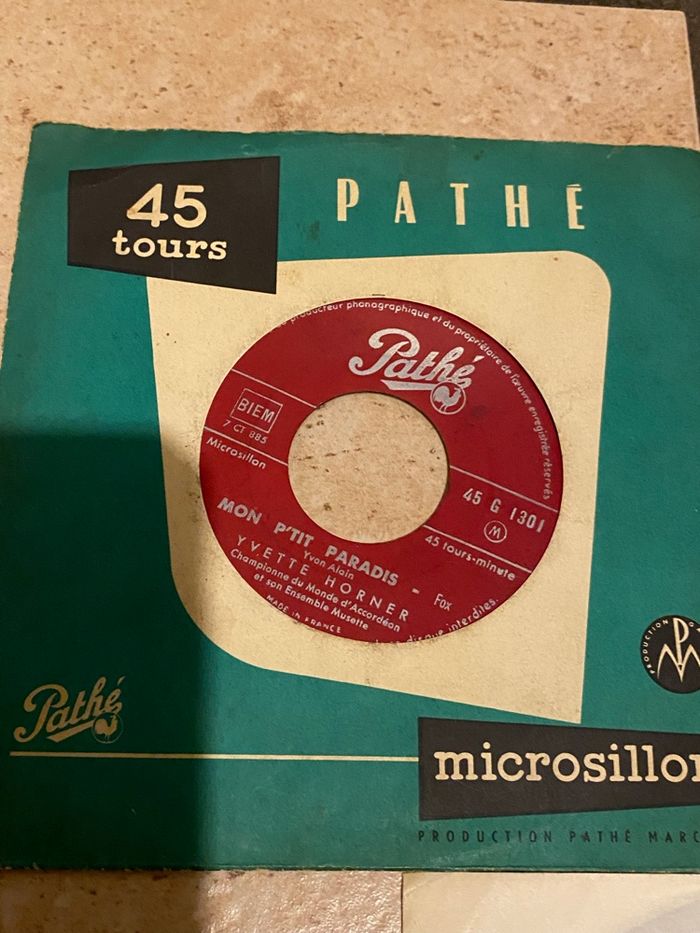 45
tours
PATHÉ
producteur phonographique et du propriétaire de l'œuvre enregistrée réservés
Pathé
BIEM
7 CT 885
Microsillon
45 G 1301
M
45 tours-minute
MON P'TIT PARADIS - Fox
Yvon Alain
YVETTE HORNER
Championne du Monde d'Accordéon
et son Ensemble Musette
MADE IN FRANCE
disque interdites.
PRODUCTION
PM
Pathé
microsillon
PRODUCTION PATHÉ MARC